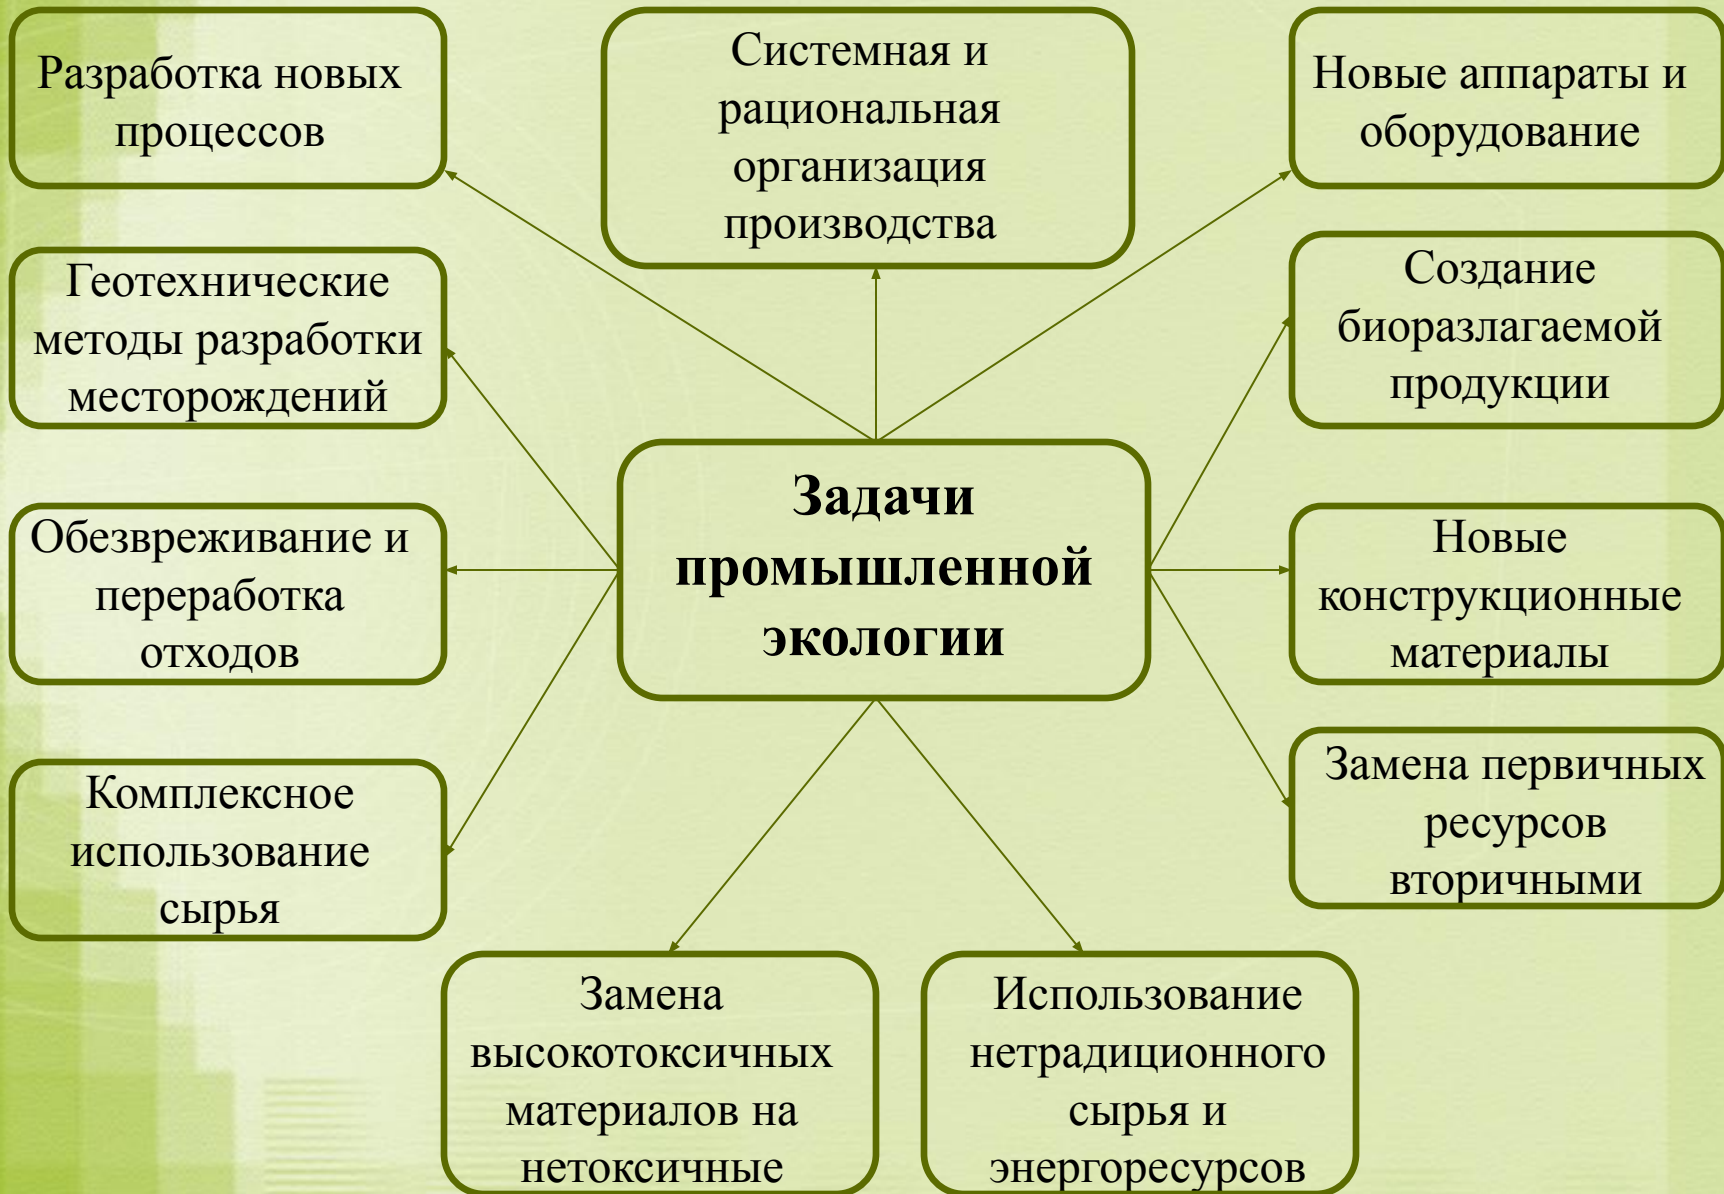 Разработка новых
процессов
Системная и
рациональная
организация
производства
Новые аппараты и
оборудование
Геотехнические
методы разработки
месторождений
Создание
биоразлагаемой
продукции
Задачи
промышленной
экологии
Обезвреживание и
переработка
отходов
Новые
конструкционные
материалы
Комплексное
использование
сырья
Замена первичных
ресурсов
вторичными
Замена
высокотоксичных
материалов на
нетоксичные
Использование
нетрадиционного
сырья и
энергоресурсов